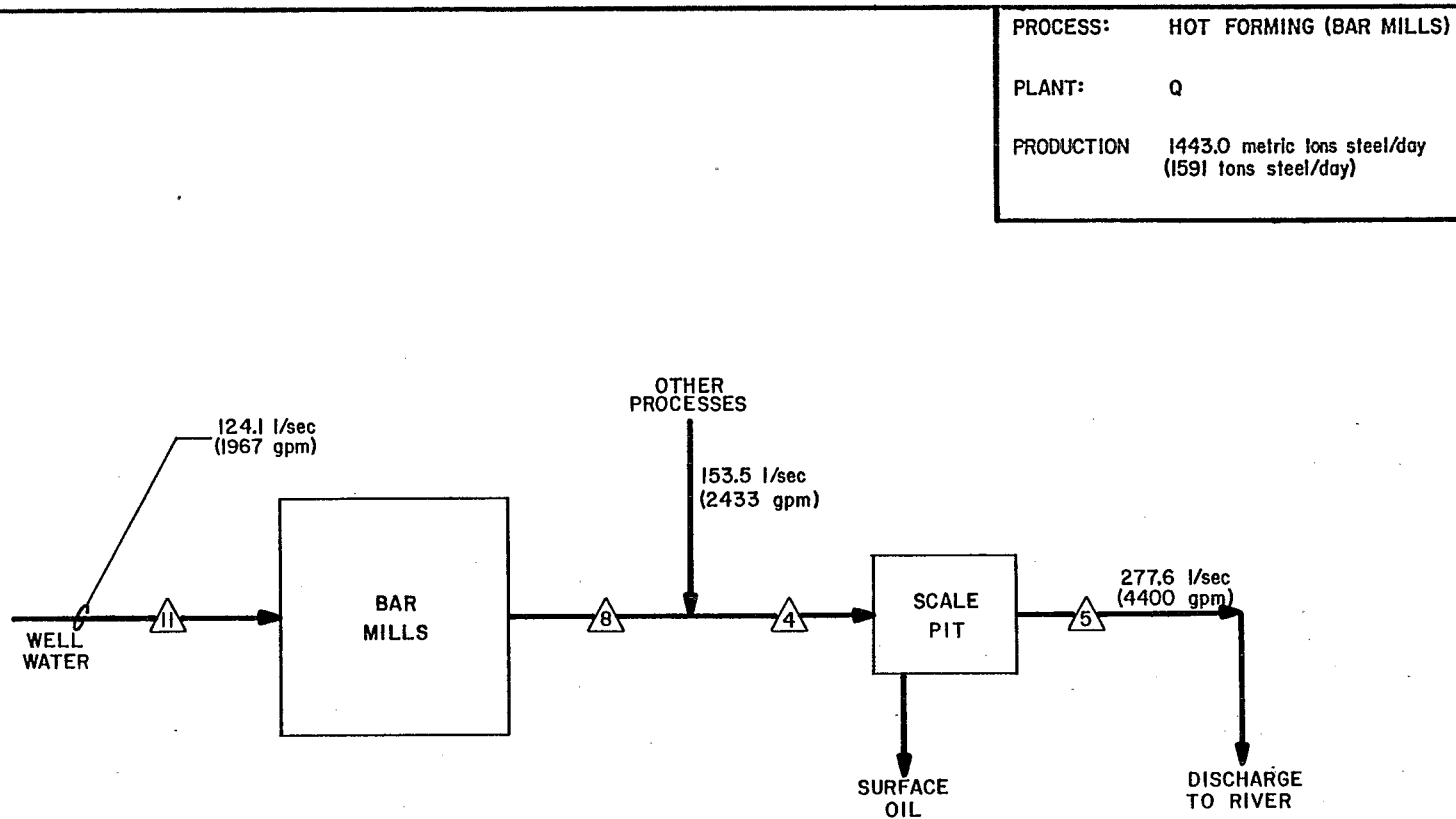 PROCESS: HOT FORMING (BAR MILLS)
PLANT: Q
PRODUCTION 1443.0 metric tons steel/day
(1591 tons steel/day)
OTHER
PROCESSES
124.1 l/sec
(1967 gpm)
153.5 l/sec
(2433 gpm)
277.6 l/sec
(4400 gpm)
WELL
WATER
11
BAR
MILLS
8
4
SCALE
PIT
5
SURFACE
OIL
DISCHARGE
TO RIVER